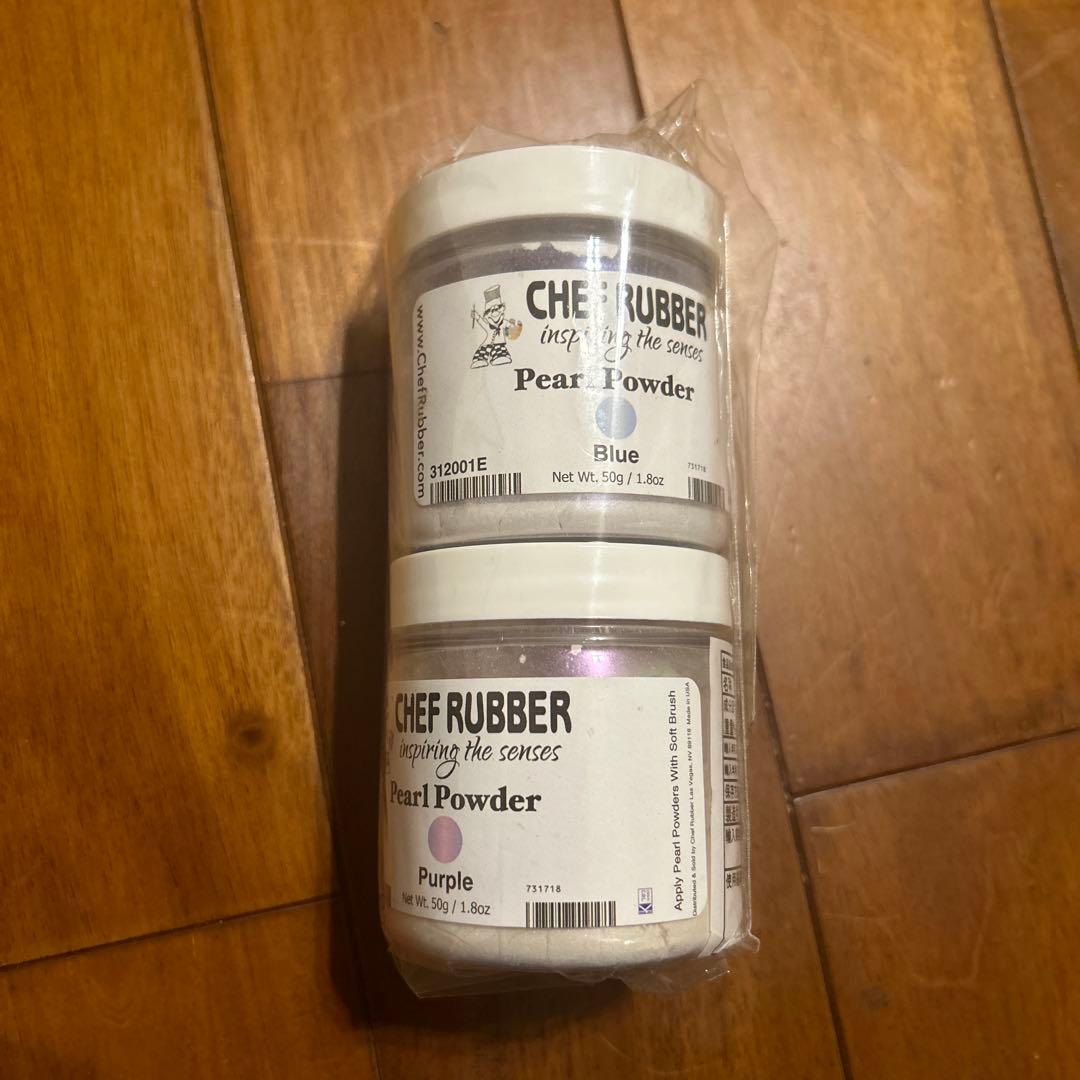 CHEF RUBBER
inspiring the senses
Pearl Powder
Blue
Net Wt. 50g / 1.8oz
www.ChefRubber.com
312001E
731718
CHEF RUBBER
inspiring the senses
Pearl Powder
Purple
Net Wt. 50g / 1.8oz
731718
K
Apply Pearl Powders With Soft Brush
Distributed & Sold by Chef Rubber Las Vegas, NV 89118 Made in USA